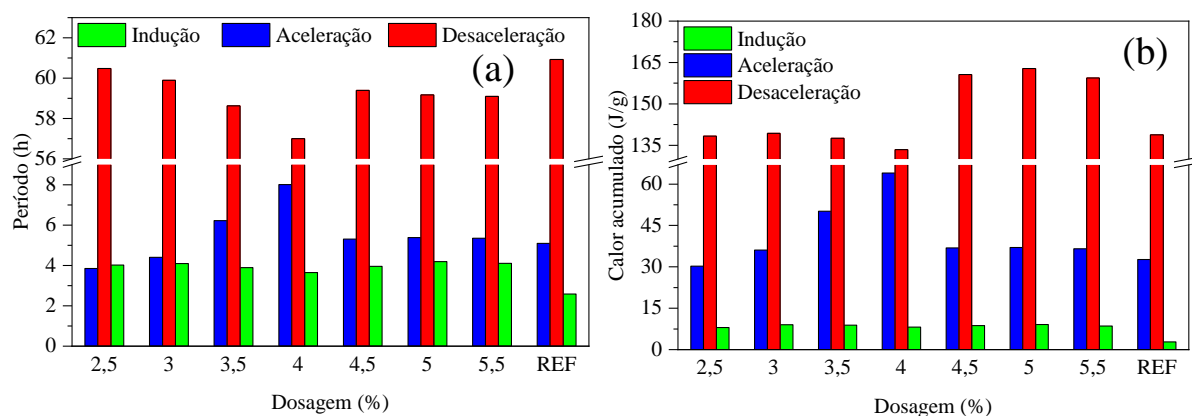 Indução Aceleração Desaceleração
(a)
Período (h)
62
60
58
56
8
6
4
2
0
2,5 3 3,5 4 4,5 5 5,5 REF
Dosagem (%)
Indução
Aceleração
Desaceleração
(b)
Calor acumulado (J/g)
180
165
150
135
60
45
30
15
0
2,5 3 3,5 4 4,5 5 5,5 REF
Dosagem (%)